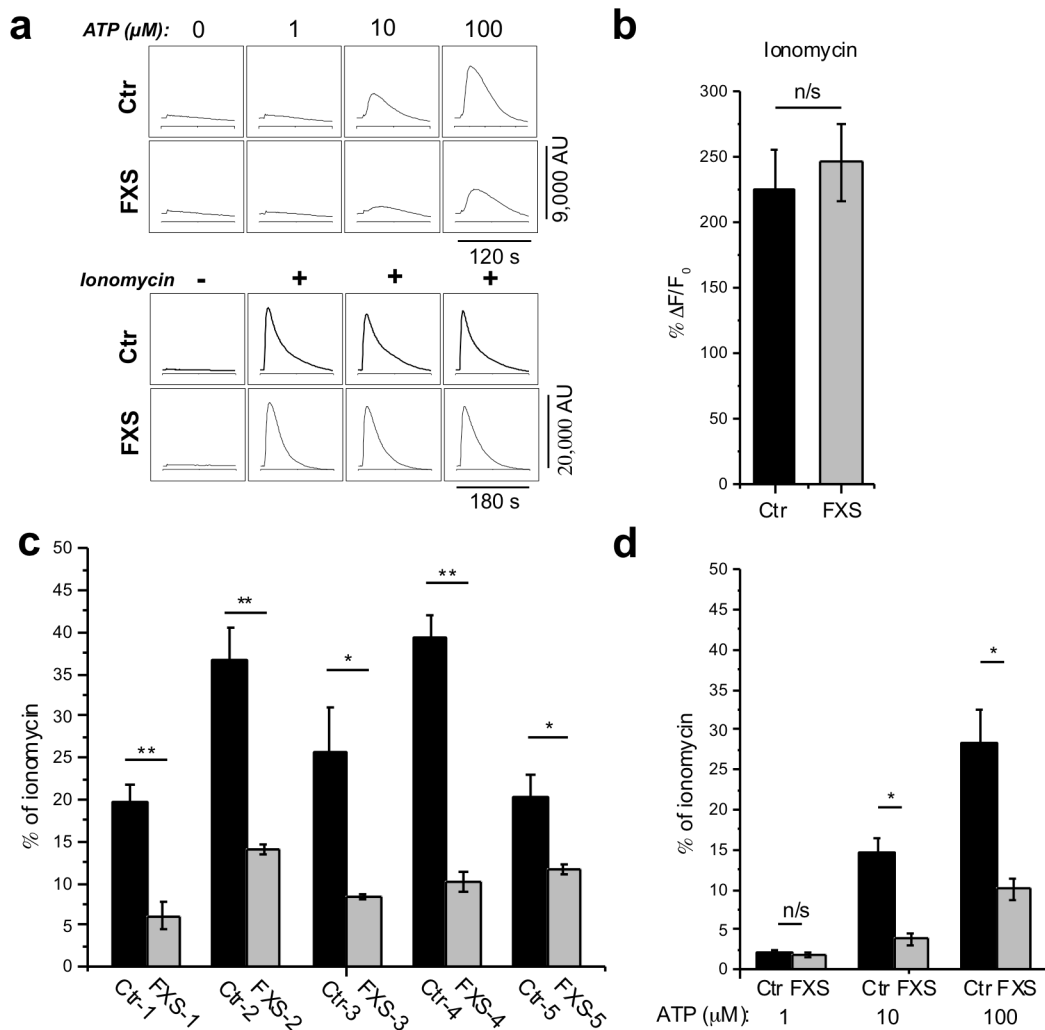 a
ATP (µM): 0 1 10 100
Ctr
FXS
9,000 AU
120 s
Ionomycin - + + +
Ctr
FXS
20,000 AU
180 s
b
Ionomycin
n/s
300
250
200
150
100
50
0
% ΔF/F0
Ctr FXS
c
50
45
40
35
30
25
20
15
10
5
0
% of ionomycin
** ** * ** *
Ctr-1 FXS-1 Ctr-2 FXS-2 Ctr-3 FXS-3 Ctr-4 FXS-4 Ctr-5 FXS-5
d
50
45
40
35
30
25
20
15
10
5
0
% of ionomycin
n/s * *
Ctr FXS Ctr FXS Ctr FXS
ATP (µM): 1 10 100